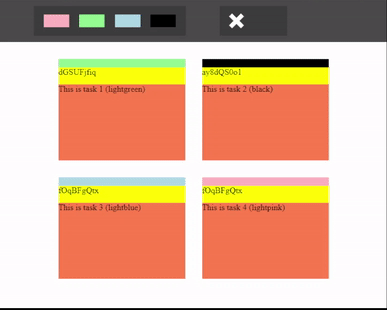 dGSUFjfiq
ay8dQS0o1
This is task 1 (lightgreen)
This is task 2 (black)
fOqBFgQtx
fOqBFgQtx
This is task 3 (lightblue)
This is task 4 (lightpink)